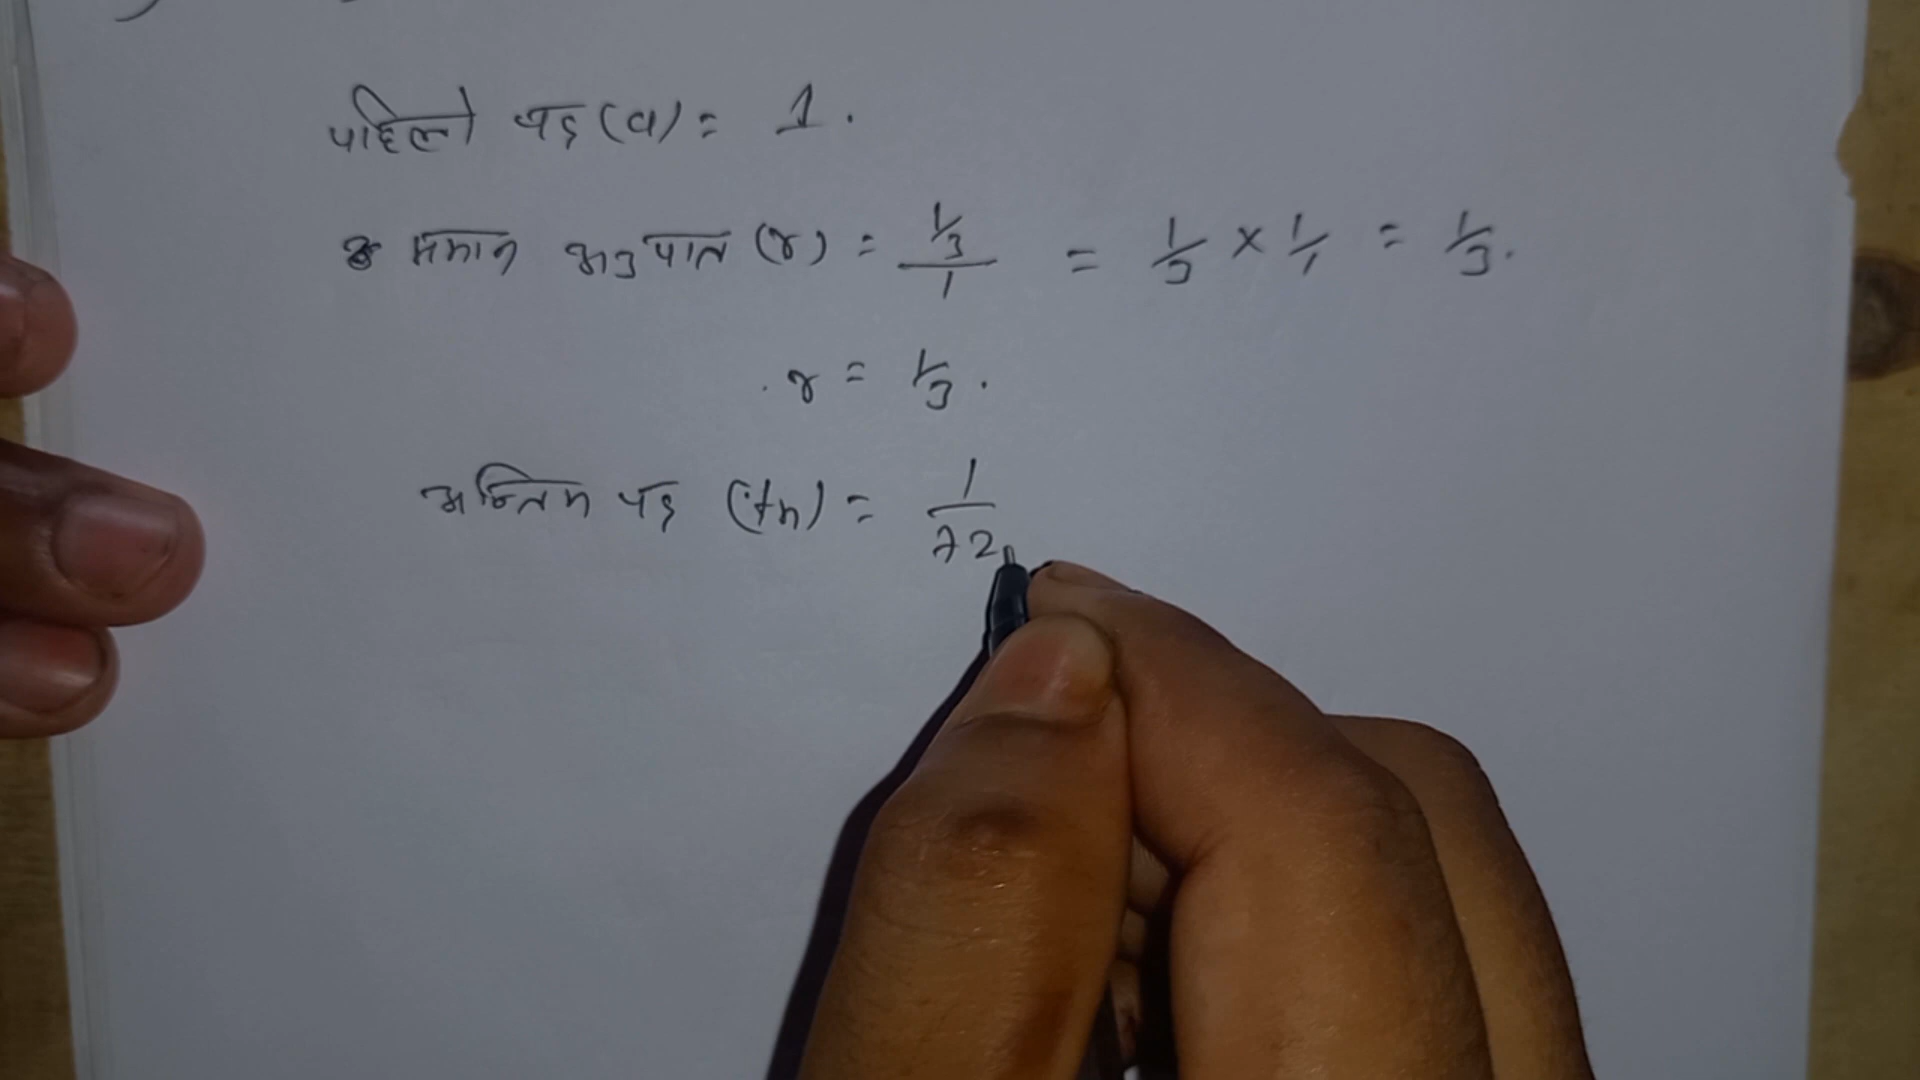 पहिलो पद (a) = 1.
समान अनुपात (r) = 1/3 / 1 = 1/3 × 1/1 = 1/3.
r = 1/3.
अन्तिम पद (tn) = 1/72